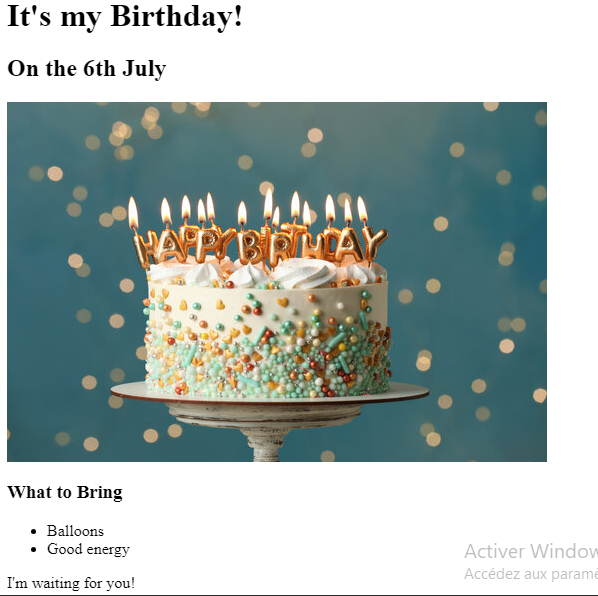 It's my Birthday!
On the 6th July
HAPPY BIRTHDAY
What to Bring
Balloons
Good energy
I'm waiting for you!
Activer Window
Accédez aux paramè